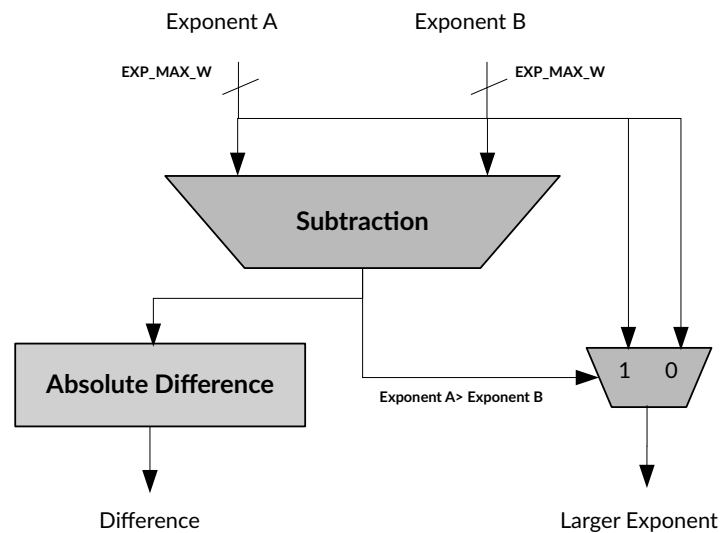 Exponent A
Exponent B
EXP_MAX_W
EXP_MAX_W
Subtraction
Absolute Difference
1 0
Exponent A> Exponent B
Difference
Larger Exponent